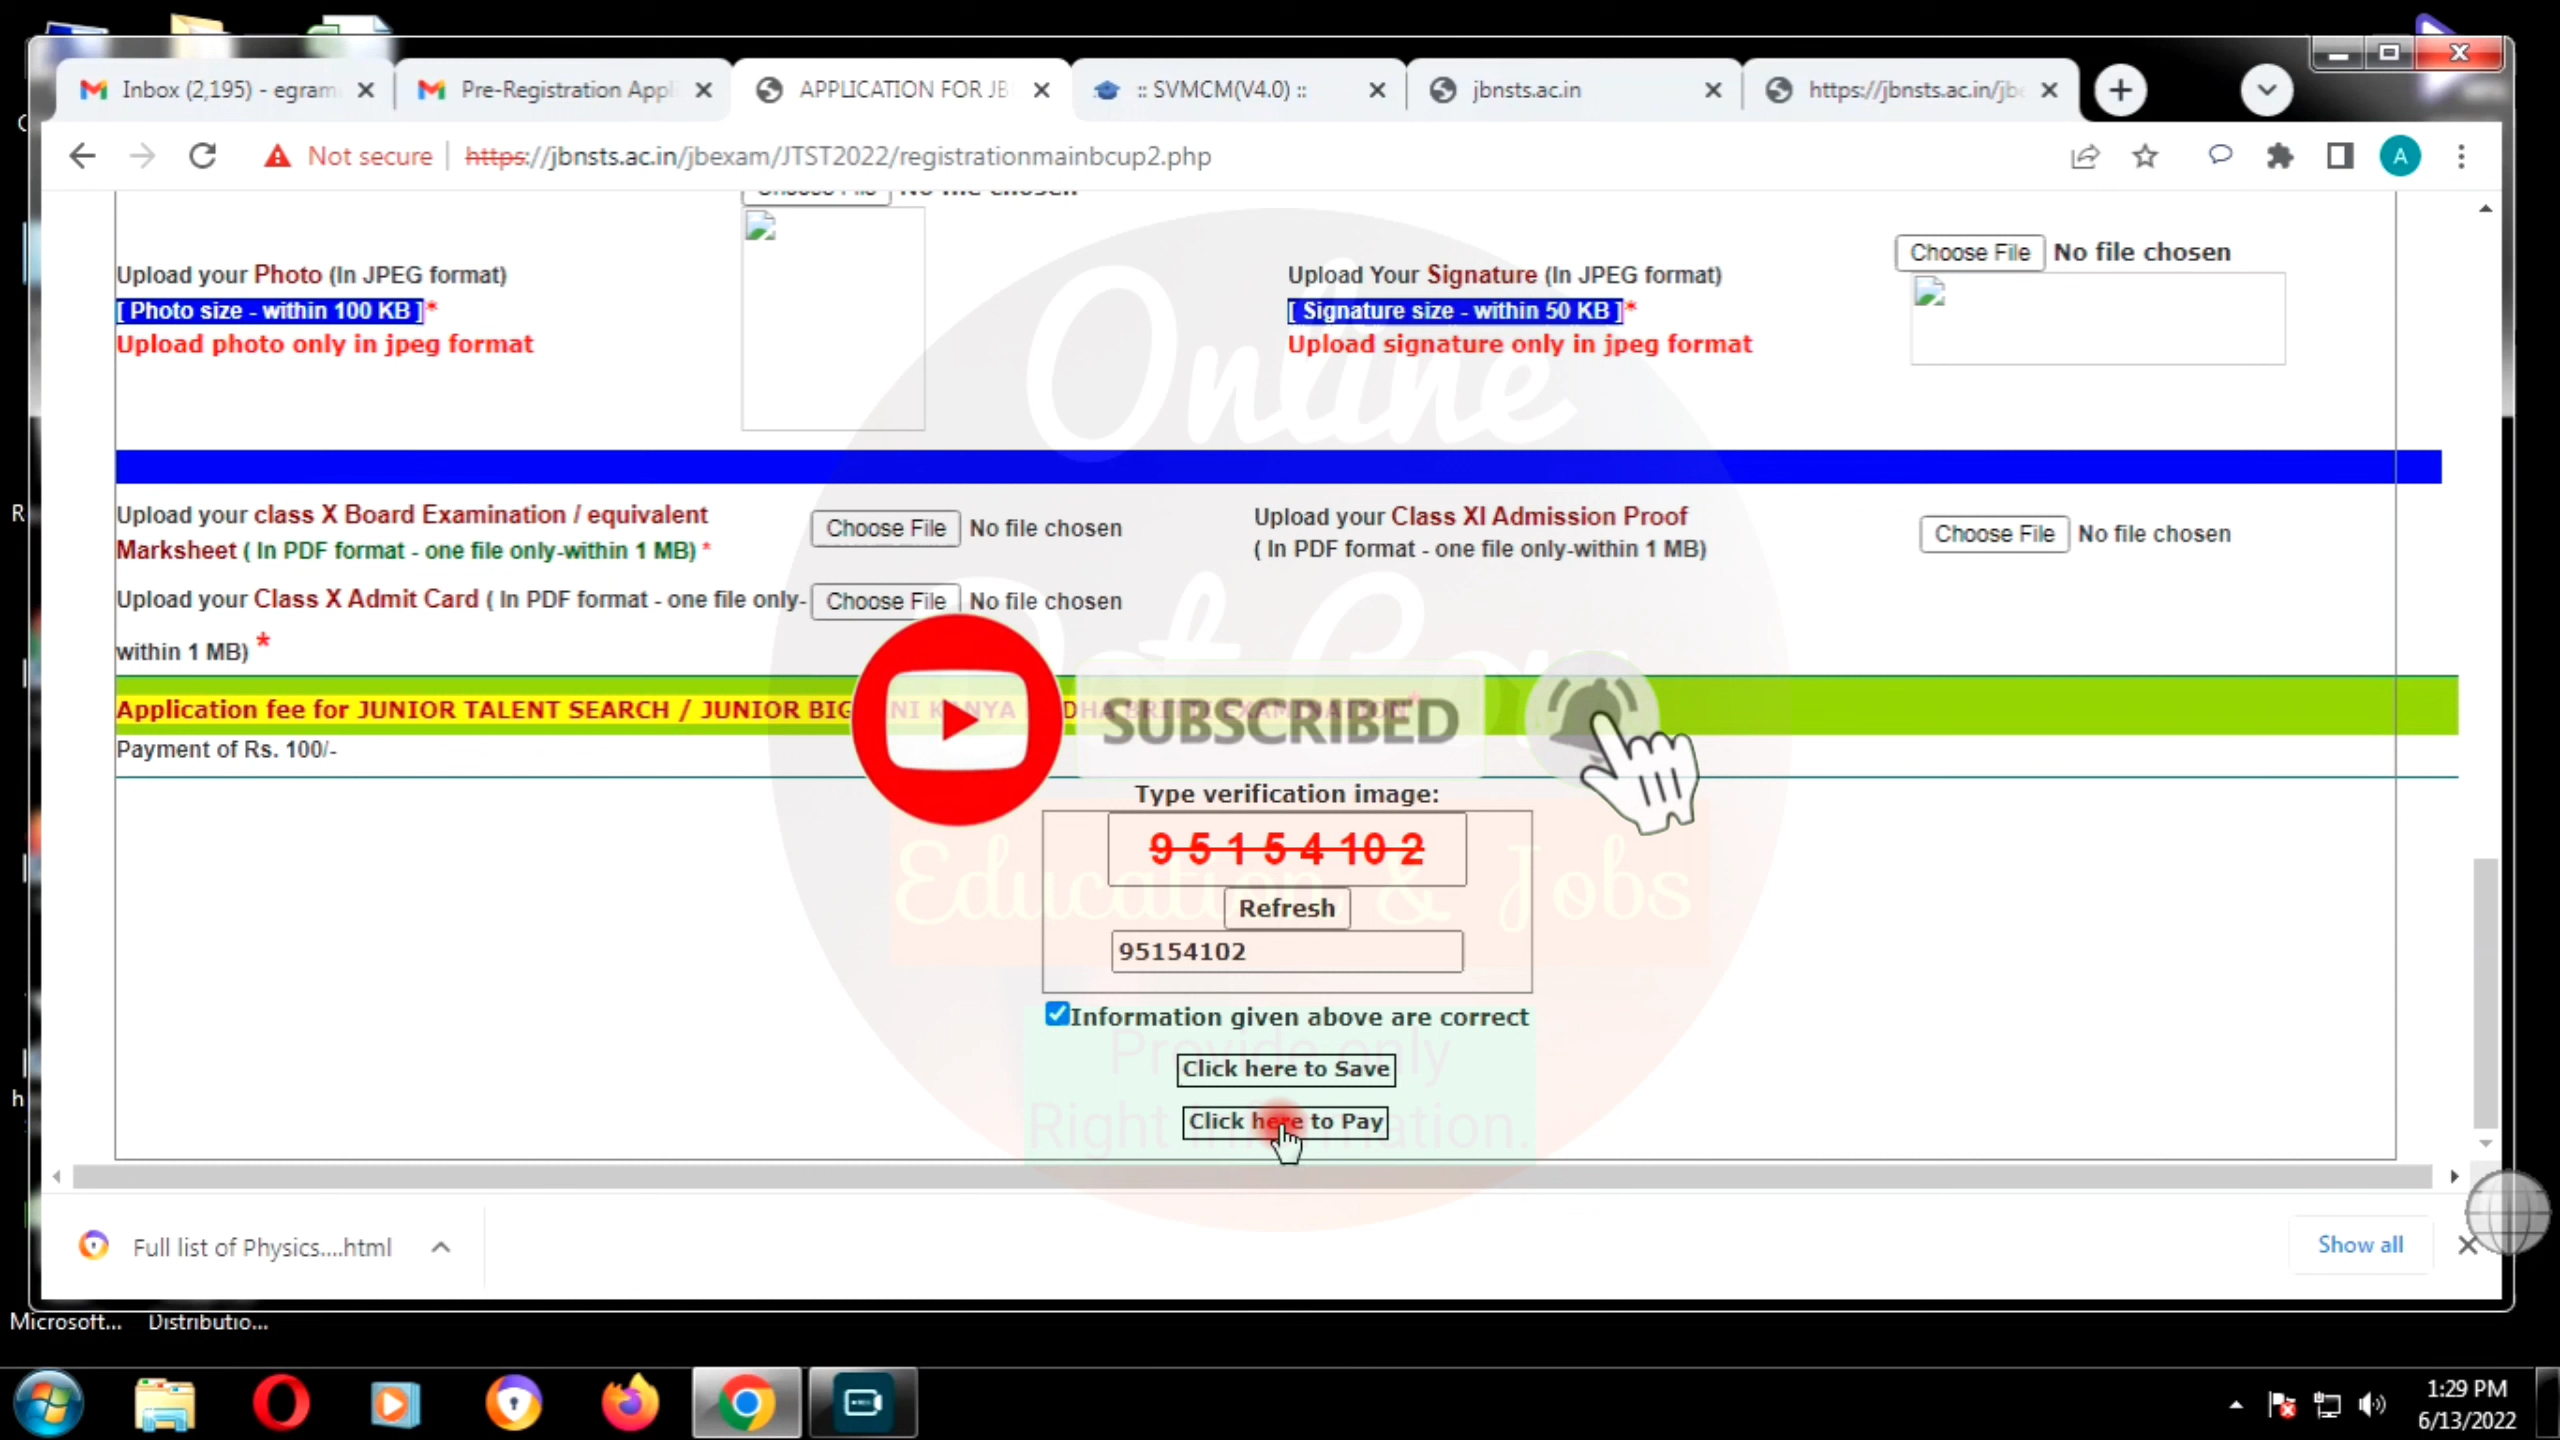 Inbox (2,195) - egram
Pre-Registration Appli
APPLICATION FOR JB
:: SVMCM(V4.0) ::
jbnsts.ac.in
https://jbnsts.ac.in/jbe
Not secure
https://jbnsts.ac.in/jbexam/JTST2022/registrationmainbcup2.php
A
Upload your Photo (In JPEG format)
[ Photo size - within 100 KB ]*
Upload photo only in jpeg format
Upload Your Signature (In JPEG format)
[ Signature size - within 50 KB ]*
Upload signature only in jpeg format
Choose File No file chosen
Online
Upload your class X Board Examination / equivalent
Marksheet ( In PDF format - one file only-within 1 MB) *
Choose File No file chosen
Upload your Class XI Admission Proof
( In PDF format - one file only-within 1 MB)
Choose File No file chosen
Upload your Class X Admit Card ( In PDF format - one file only-
within 1 MB) *
Choose File No file chosen
Application fee for JUNIOR TALENT SEARCH / JUNIOR BIG
SUBSCRIBED
Payment of Rs. 100/-
Type verification image:
9 5 1 5 4 10 2
Refresh
95154102
Education & Jobs
Information given above are correct
Provide only
Click here to Save
Right Information.
Click here to Pay
Full list of Physics....html
Show all
Microsoft...
Distributio...
1:29 PM
6/13/2022